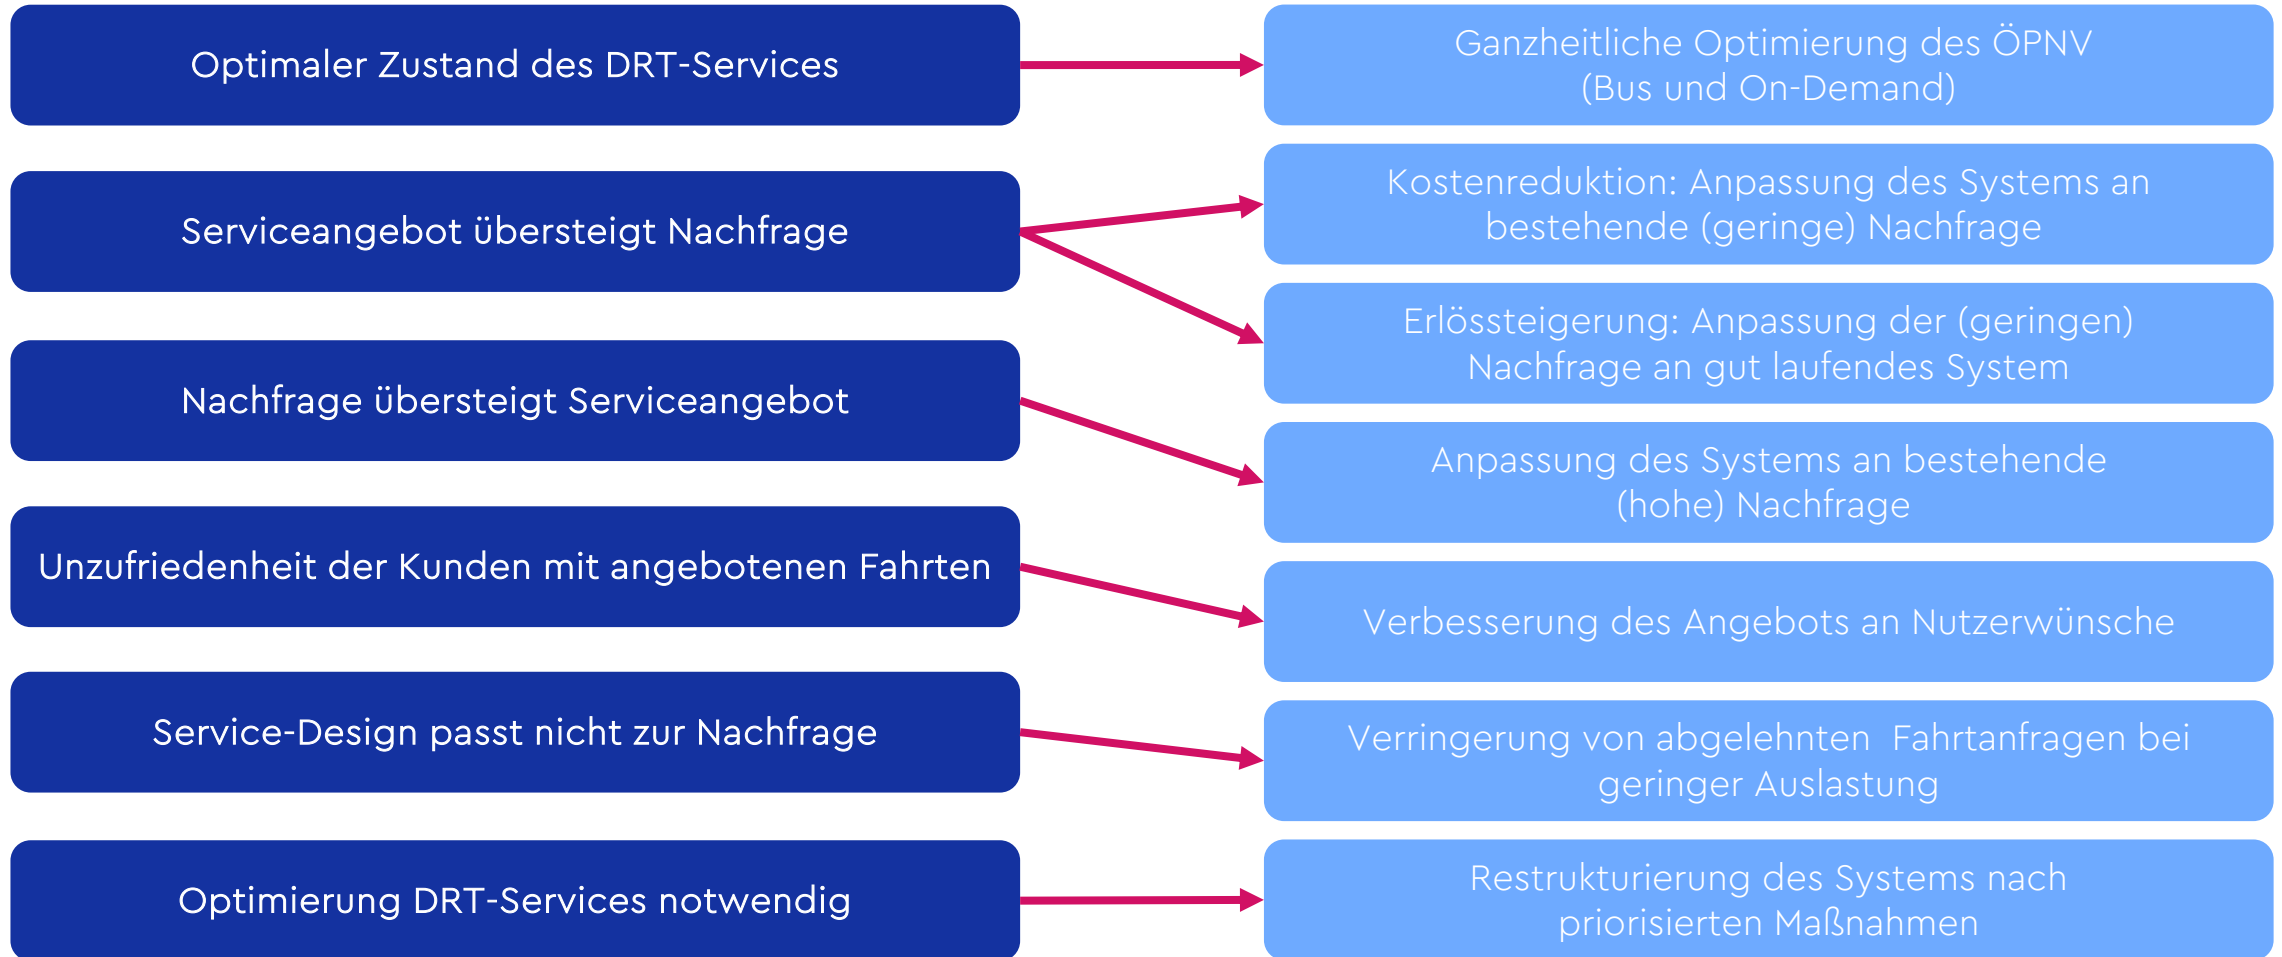 Optimaler Zustand des DRT-Services
Ganzheitliche Optimierung des ÖPNV
(Bus und On-Demand)
Serviceangebot übersteigt Nachfrage
Kostenreduktion: Anpassung des Systems an
bestehende (geringe) Nachfrage
Erlössteigerung: Anpassung der (geringen)
Nachfrage an gut laufendes System
Nachfrage übersteigt Serviceangebot
Anpassung des Systems an bestehende
(hohe) Nachfrage
Unzufriedenheit der Kunden mit angebotenen Fahrten
Verbesserung des Angebots an Nutzerwünsche
Service-Design passt nicht zur Nachfrage
Verringerung von abgelehnten  Fahrtanfragen bei
geringer Auslastung
Optimierung DRT-Services notwendig
Restrukturierung des Systems nach
priorisierten Maßnahmen